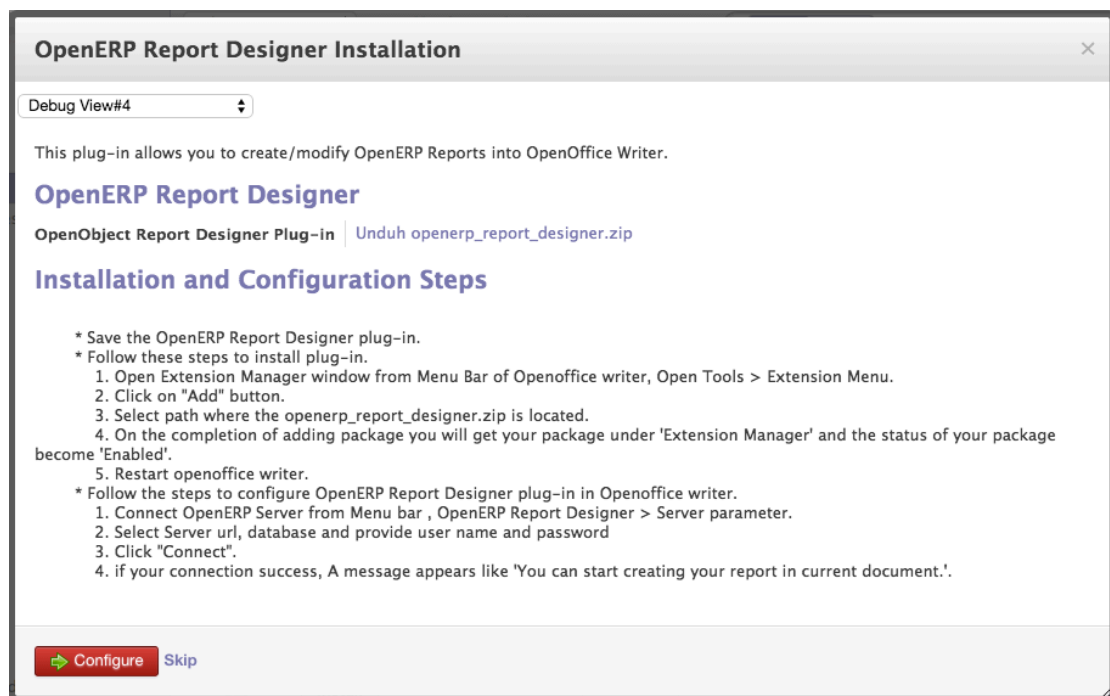 OpenERP Report Designer Installation ×
Debug View#4
This plug-in allows you to create/modify OpenERP Reports into OpenOffice Writer.
OpenERP Report Designer
OpenObject Report Designer Plug-in Unduh openerp_report_designer.zip
Installation and Configuration Steps
* Save the OpenERP Report Designer plug-in.
* Follow these steps to install plug-in.
1. Open Extension Manager window from Menu Bar of Openoffice writer, Open Tools > Extension Menu.
2. Click on "Add" button.
3. Select path where the openerp_report_designer.zip is located.
4. On the completion of adding package you will get your package under 'Extension Manager' and the status of your package
become 'Enabled'.
5. Restart openoffice writer.
* Follow the steps to configure OpenERP Report Designer plug-in in Openoffice writer.
1. Connect OpenERP Server from Menu bar , OpenERP Report Designer > Server parameter.
2. Select Server url, database and provide user name and password
3. Click "Connect".
4. if your connection success, A message appears like 'You can start creating your report in current document.'.
Configure Skip